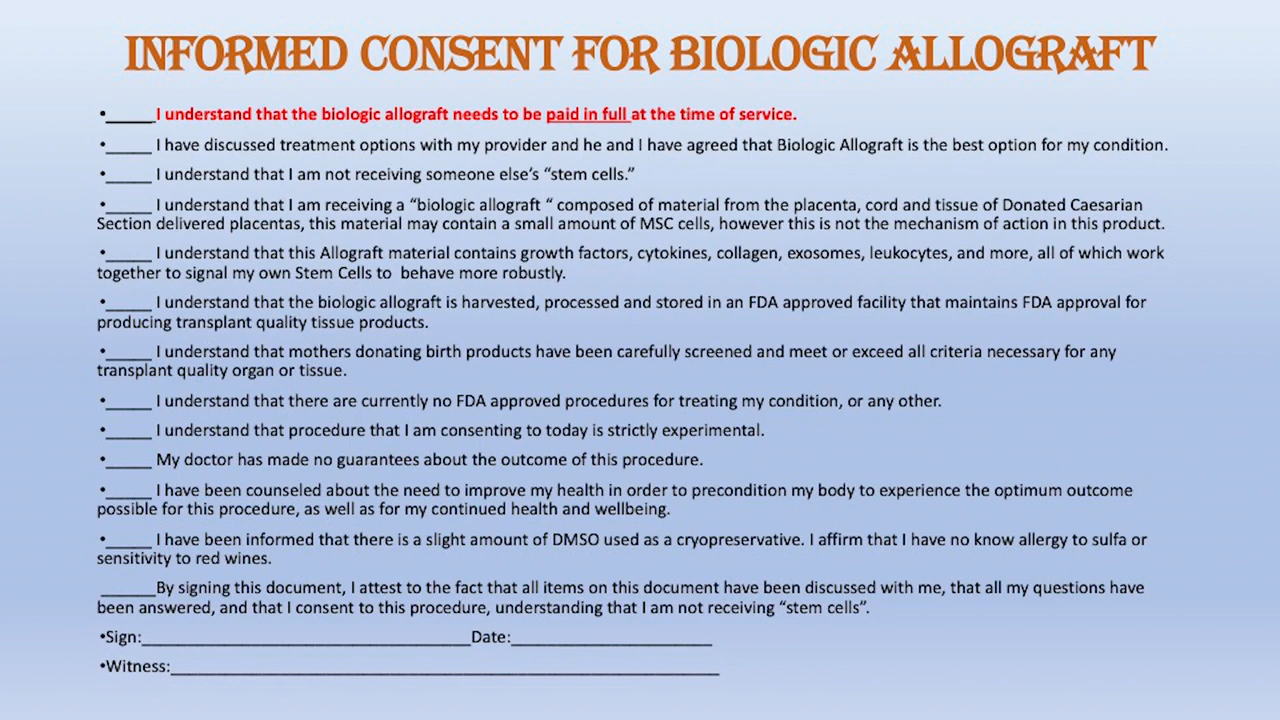 INFORMED CONSENT FOR BIOLOGIC ALLOGRAFT
•_____I understand that the biologic allograft needs to be paid in full at the time of service.
•_____ I have discussed treatment options with my provider and he and I have agreed that Biologic Allograft is the best option for my condition.
•_____ I understand that I am not receiving someone else’s “stem cells.”
•_____ I understand that I am receiving a “biologic allograft “ composed of material from the placenta, cord and tissue of Donated Caesarian
Section delivered placentas, this material may contain a small amount of MSC cells, however this is not the mechanism of action in this product.
•_____ I understand that this Allograft material contains growth factors, cytokines, collagen, exosomes, leukocytes, and more, all of which work
together to signal my own Stem Cells to  behave more robustly.
•_____ I understand that the biologic allograft is harvested, processed and stored in an FDA approved facility that maintains FDA approval for
producing transplant quality tissue products.
•_____ I understand that mothers donating birth products have been carefully screened and meet or exceed all criteria necessary for any
transplant quality organ or tissue.
•_____ I understand that there are currently no FDA approved procedures for treating my condition, or any other.
•_____ I understand that procedure that I am consenting to today is strictly experimental.
•_____ My doctor has made no guarantees about the outcome of this procedure.
•_____ I have been counseled about the need to improve my health in order to precondition my body to experience the optimum outcome
possible for this procedure, as well as for my continued health and wellbeing.
•_____ I have been informed that there is a slight amount of DMSO used as a cryopreservative. I affirm that I have no know allergy to sulfa or
sensitivity to red wines.
______By signing this document, I attest to the fact that all items on this document have been discussed with me, that all my questions have
been answered, and that I consent to this procedure, understanding that I am not receiving “stem cells”.
•Sign:____________________________________Date:______________________
•Witness:____________________________________________________________